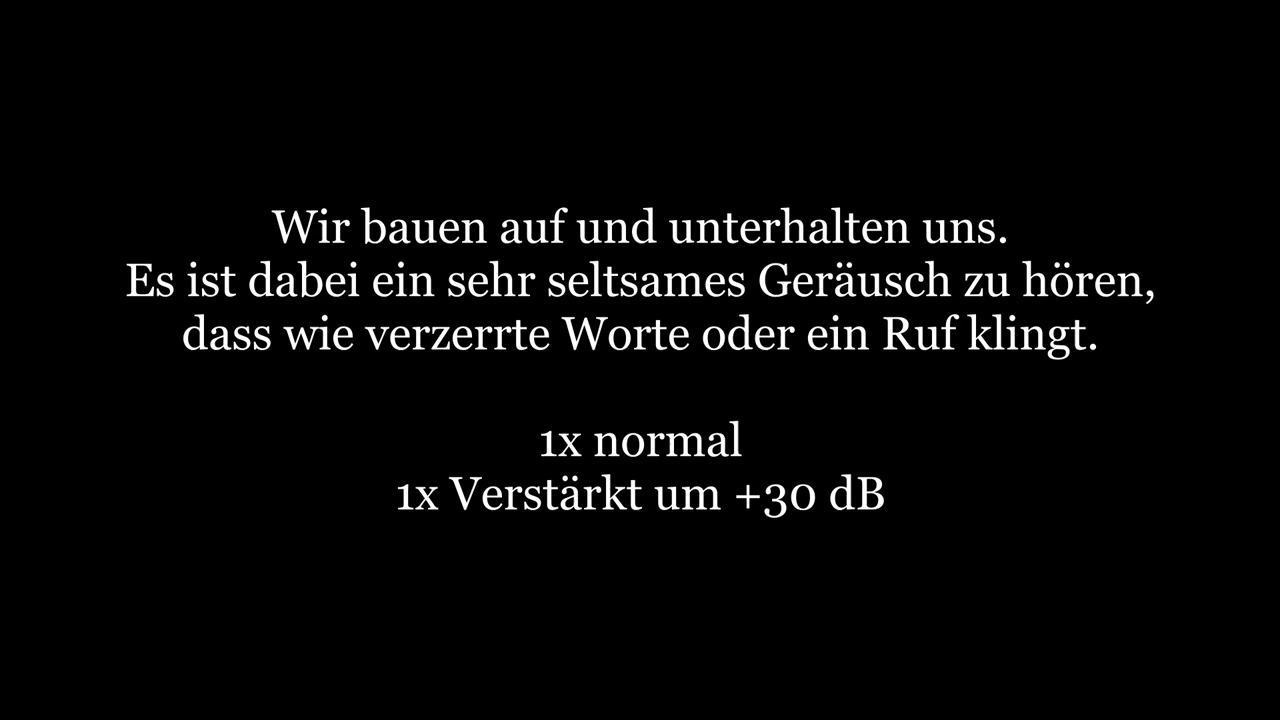 Wir bauen auf und unterhalten uns.
Es ist dabei ein sehr seltsames Geräusch zu hören,
dass wie verzerrte Worte oder ein Ruf klingt.
1x normal
1x Verstärkt um +30 dB